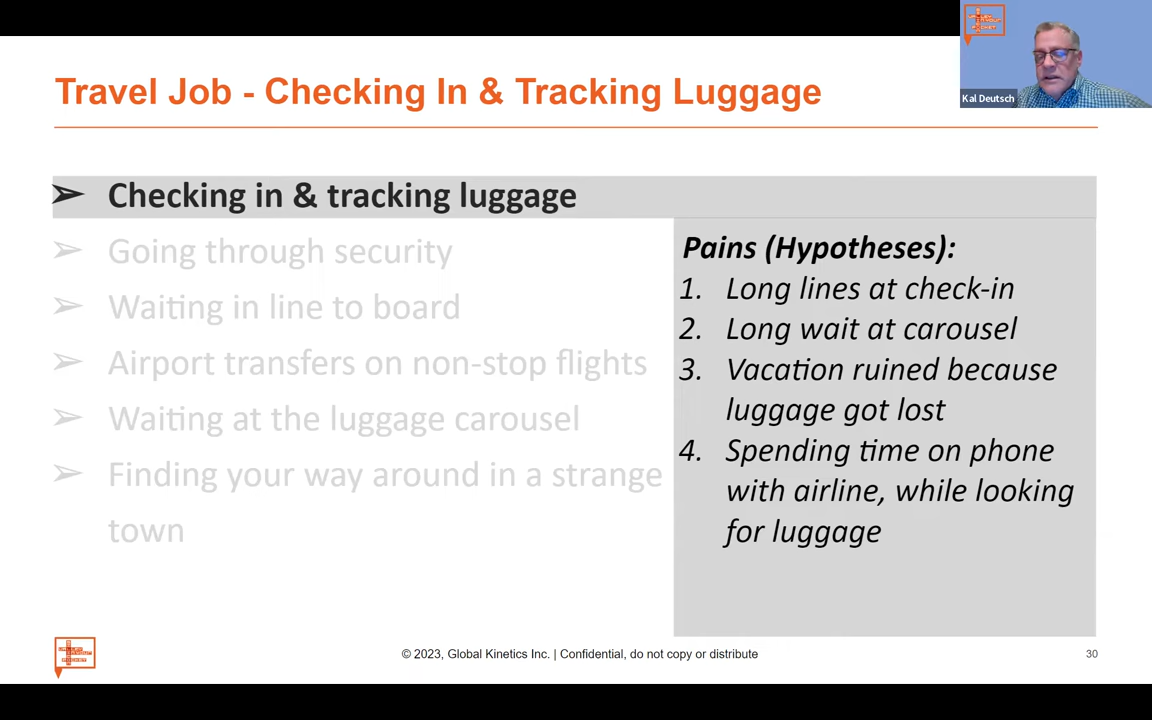 Kal Deutsch
Travel Job - Checking In & Tracking Luggage
➢ Checking in & tracking luggage
➢ Going through security
➢ Waiting in line to board
➢ Airport transfers on non-stop flights
➢ Waiting at the luggage carousel
➢ Finding your way around in a strange
town
Pains (Hypotheses):
1. Long lines at check-in
2. Long wait at carousel
3. Vacation ruined because
luggage got lost
4. Spending time on phone
with airline, while looking
for luggage
© 2023, Global Kinetics Inc. | Confidential, do not copy or distribute
30